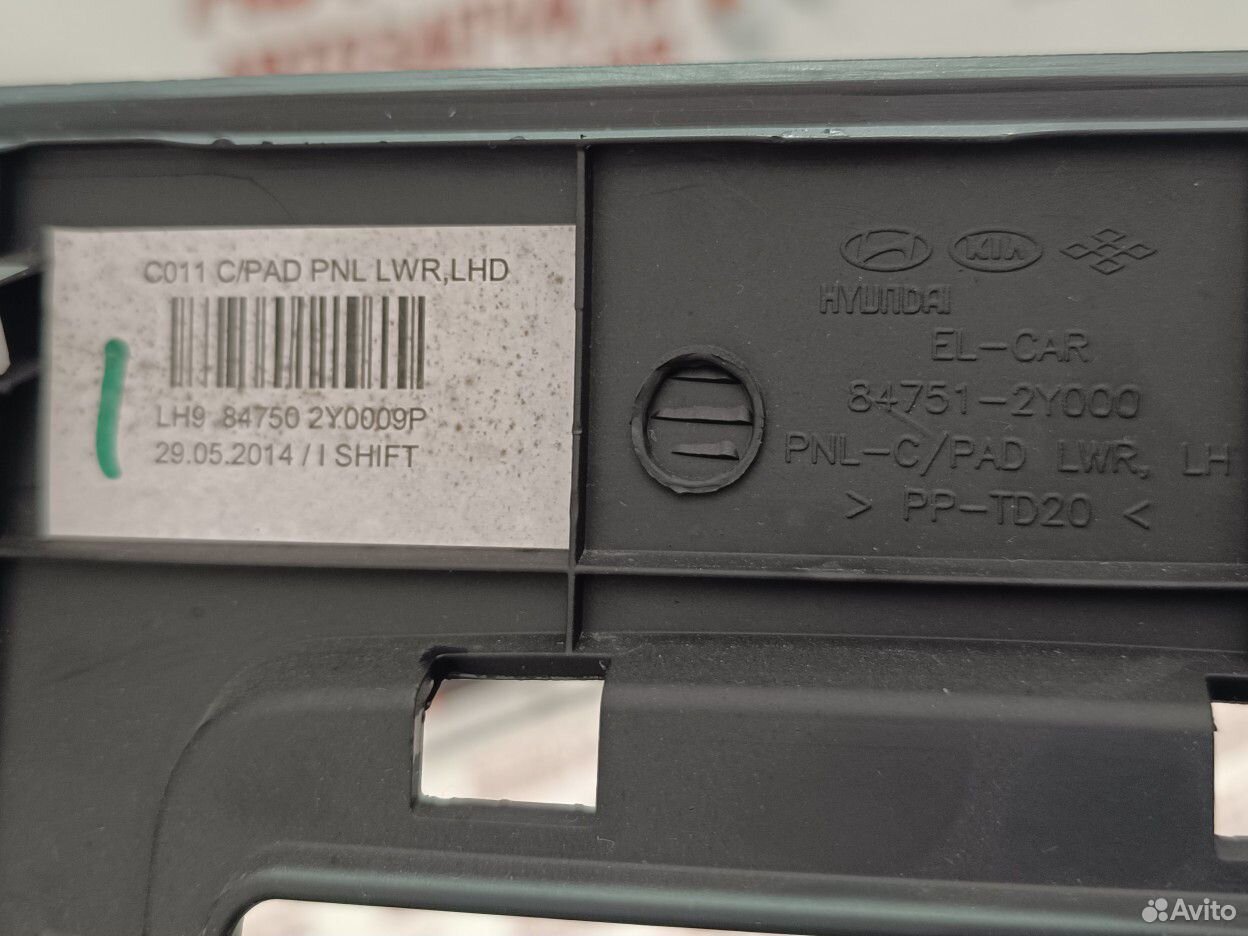 C011 C/PAD PNL LWR,LHD
LH9 84750 2Y0009P
29.05.2014 / I SHIFT
KIA
HYUNDAI
EL-CAR
84751-2Y000
PNL-C/PAD LWR, LH
> PP-TD20 <
Avito